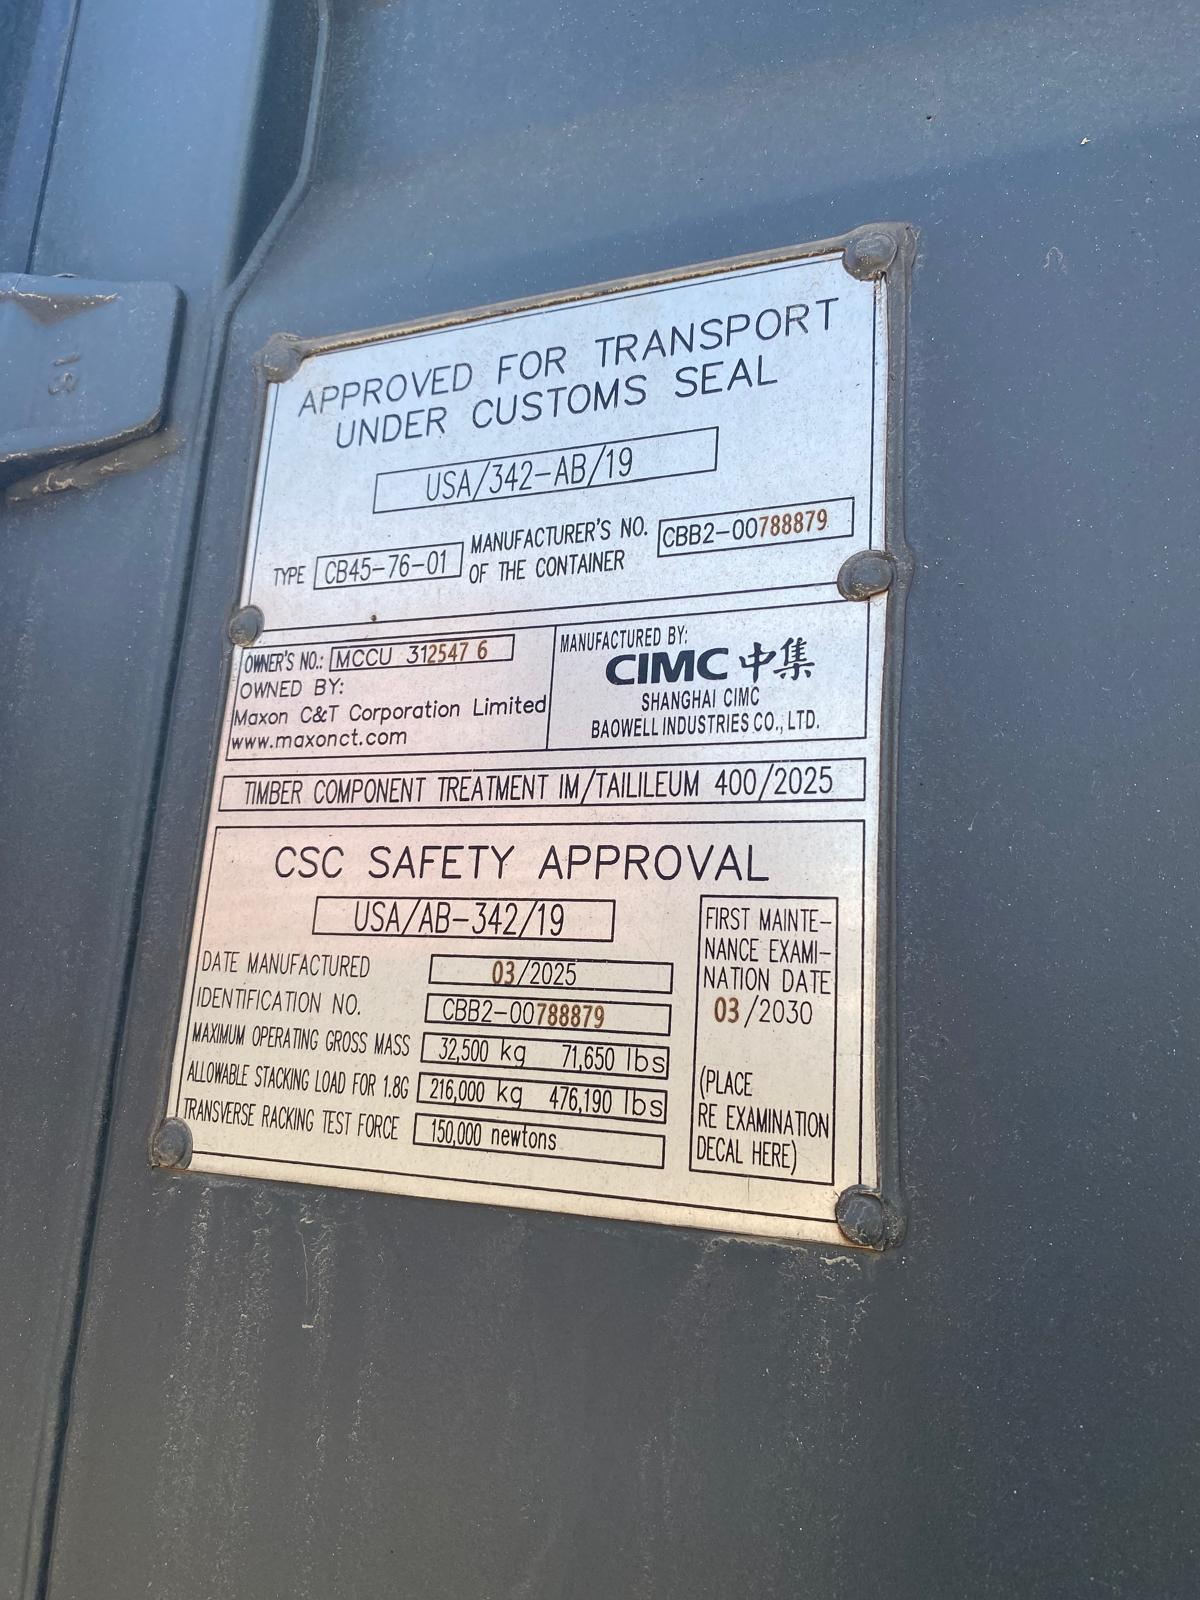 APPROVED FOR TRANSPORT
UNDER CUSTOMS SEAL
USA/342-AB/19
TYPE CB45-76-01 MANUFACTURER'S NO. OF THE CONTAINER CBB2-00788879
OWNER'S NO.: MCCU 312547 6
OWNED BY:
Maxon C&T Corporation Limited
www.maxonct.com
MANUFACTURED BY:
CIMC 中集
SHANGHAI CIMC
BAOWELL INDUSTRIES CO., LTD.
TIMBER COMPONENT TREATMENT IM/TAILILEUM 400/2025
CSC SAFETY APPROVAL
USA/AB-342/19
DATE MANUFACTURED 03/2025
IDENTIFICATION NO. CBB2-00788879
MAXIMUM OPERATING GROSS MASS 32,500 kg 71,650 lbs
ALLOWABLE STACKING LOAD FOR 1.8G 216,000 kg 476,190 lbs
TRANSVERSE RACKING TEST FORCE 150,000 newtons
FIRST MAINTE-
NANCE EXAMI-
NATION DATE
03/2030
(PLACE
RE EXAMINATION
DECAL HERE)